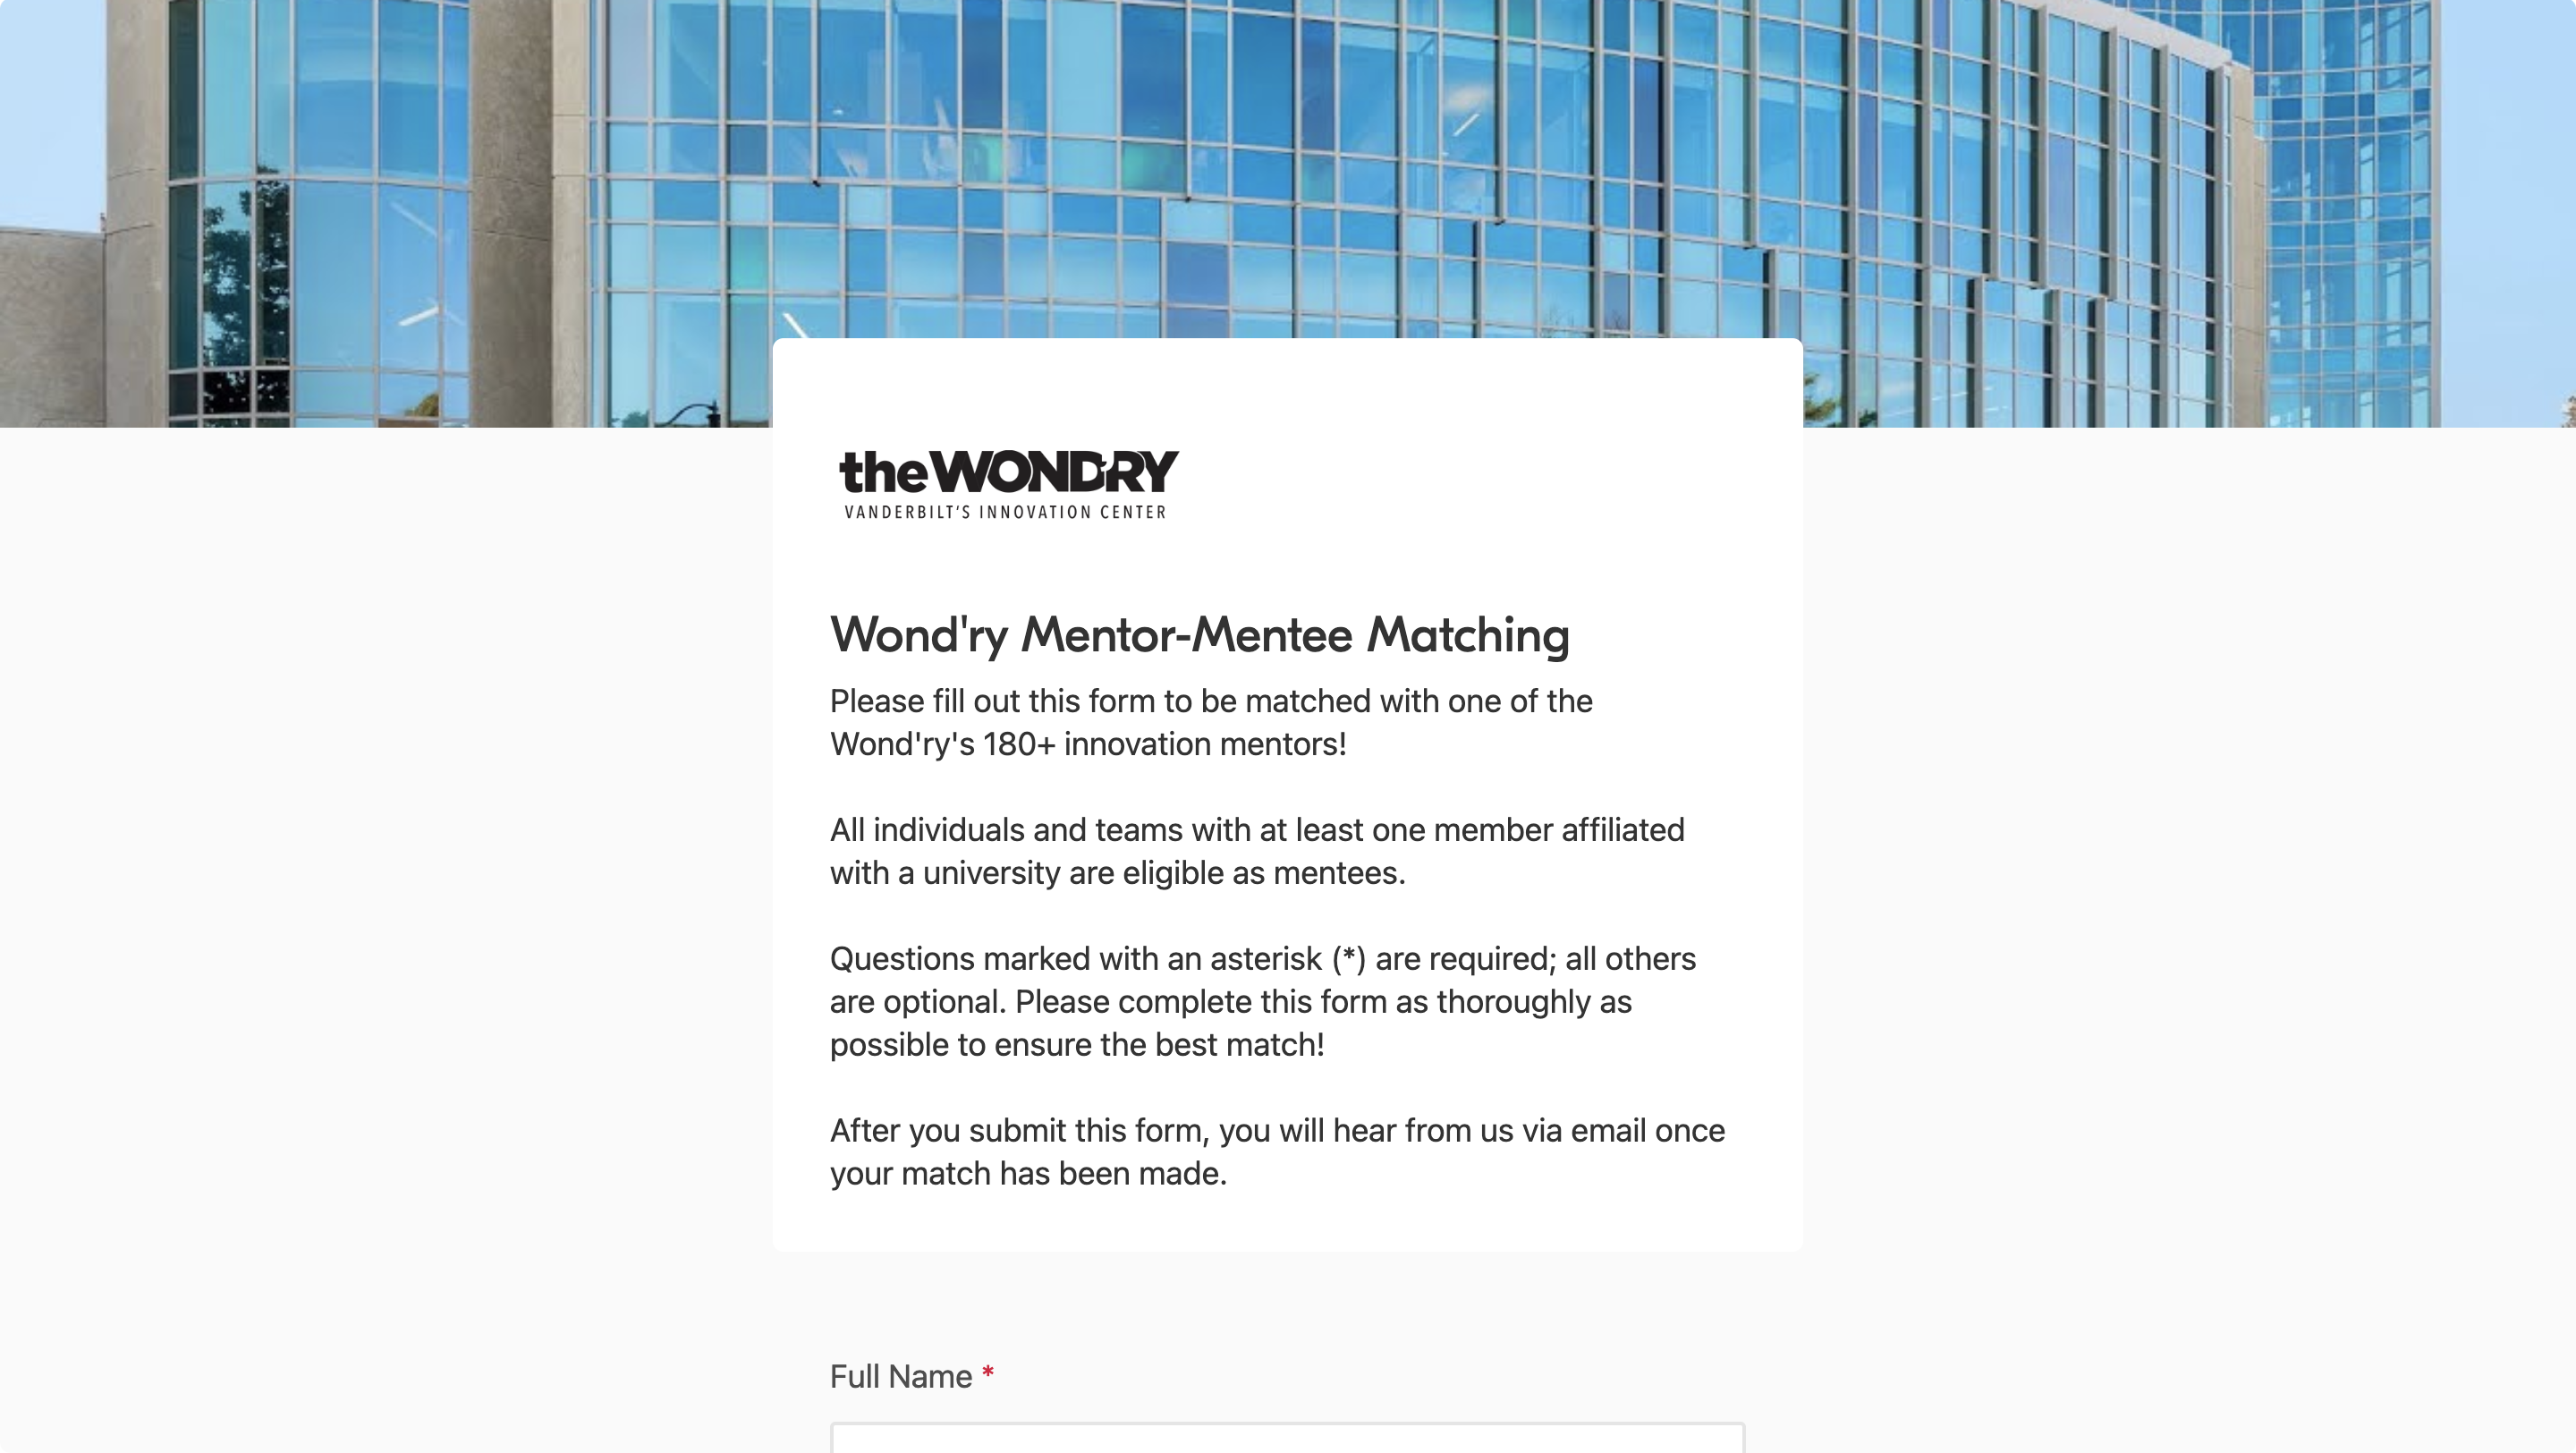 theWOND'RY
VANDERBILT'S INNOVATION CENTER
Wond'ry Mentor-Mentee Matching
Please fill out this form to be matched with one of the
Wond'ry's 180+ innovation mentors!
All individuals and teams with at least one member affiliated
with a university are eligible as mentees.
Questions marked with an asterisk (*) are required; all others
are optional. Please complete this form as thoroughly as
possible to ensure the best match!
After you submit this form, you will hear from us via email once
your match has been made.
Full Name *